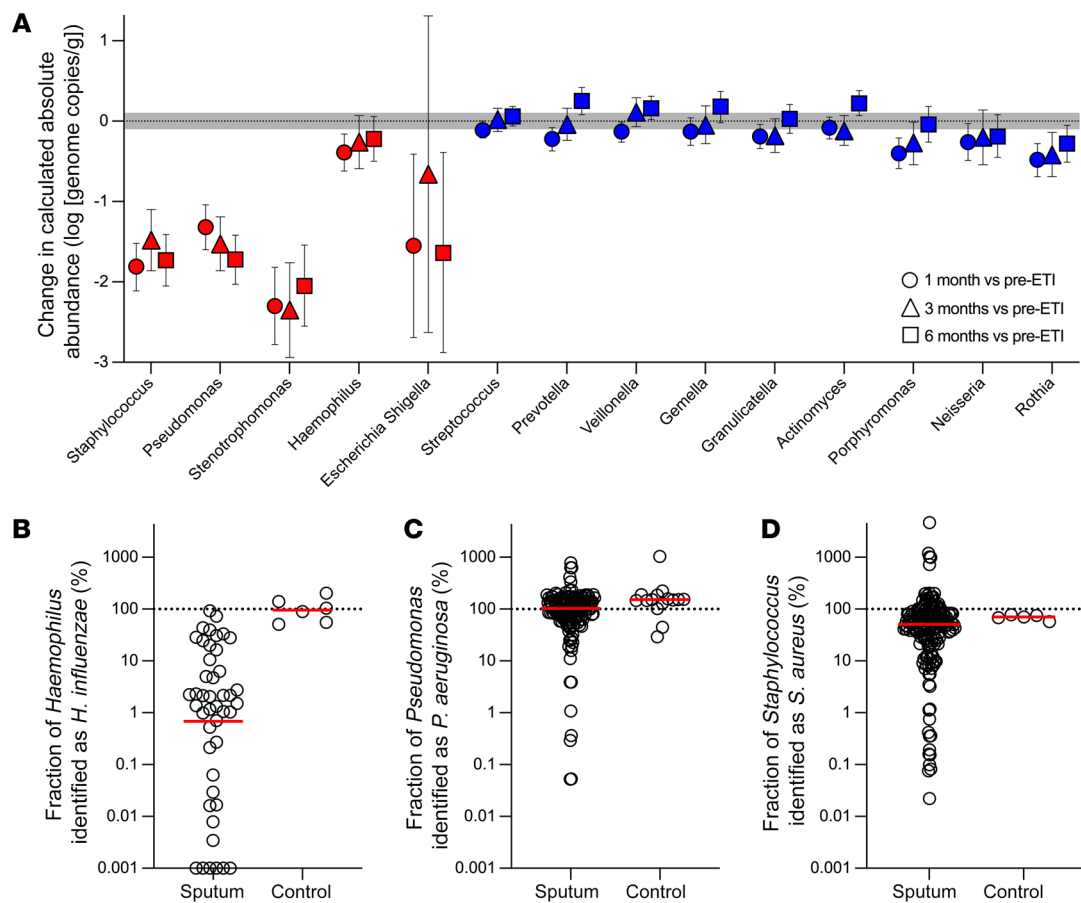 A
Change in calculated absolute
abundance (log [genome copies/g])
1
0
-1
-2
-3
1 month vs pre-ETI
3 months vs pre-ETI
6 months vs pre-ETI
Staphylococcus
Pseudomonas
Stenotrophomonas
Haemophilus
Escherichia Shigella
Streptococcus
Prevotella
Veillonella
Gemella
Granulicatella
Actinomyces
Porphyromonas
Neisseria
Rothia
B
Fraction of Haemophilus
identified as H. influenzae (%)
1000
100
10
1
0.1
0.01
0.001
Sputum Control
C
Fraction of Pseudomonas
identified as P. aeruginosa (%)
1000
100
10
1
0.1
0.01
0.001
Sputum Control
D
Fraction of Staphylococcus
identified as S. aureus (%)
1000
100
10
1
0.1
0.01
0.001
Sputum Control